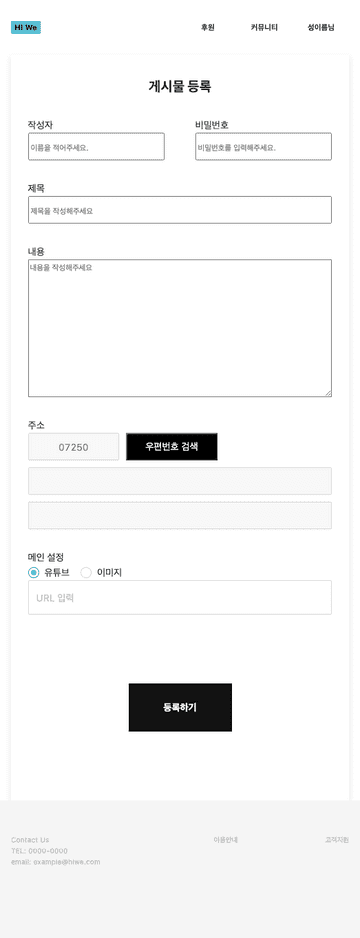 Hi We
후원 커뮤니티 성이름님
게시물 등록
작성자 비밀번호
이름을 적어주세요. 비밀번호를 입력해주세요.
제목
제목을 작성해주세요
내용
내용을 작성해주세요
주소
07250 우편번호 검색
메인 설정
유튜브 이미지
URL 입력
등록하기
Contact Us 이용안내 고객지원
TEL: 0000-0000
email: example@hiwe.com